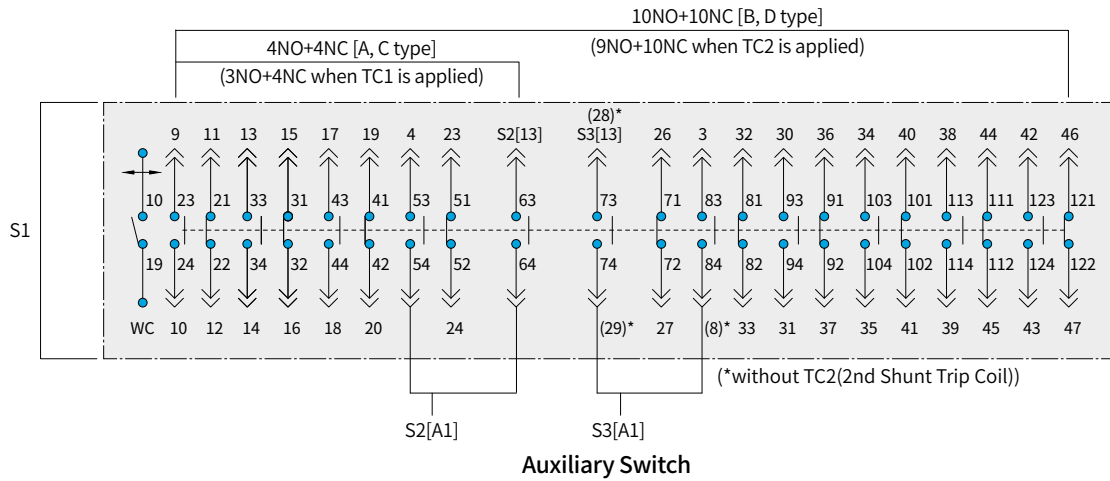 10NO+10NC [B, D type]
(9NO+10NC when TC2 is applied)
4NO+4NC [A, C type]
(3NO+4NC when TC1 is applied)
(28)*
9 11 13 15 17 19 4 23 S2[13] S3[13] 26 3 32 30 36 34 40 38 44 42 46
10 23 21 33 31 43 41 53 51 63 73 71 83 81 93 91 103 101 113 111 123 121
S1
19 24 22 34 32 44 42 54 52 64 74 72 84 82 94 92 104 102 114 112 124 122
WC 10 12 14 16 18 20 24 (29)* 27 (8)* 33 31 37 35 41 39 45 43 47
(*without TC2(2nd Shunt Trip Coil))
S2[A1] S3[A1]
Auxiliary Switch